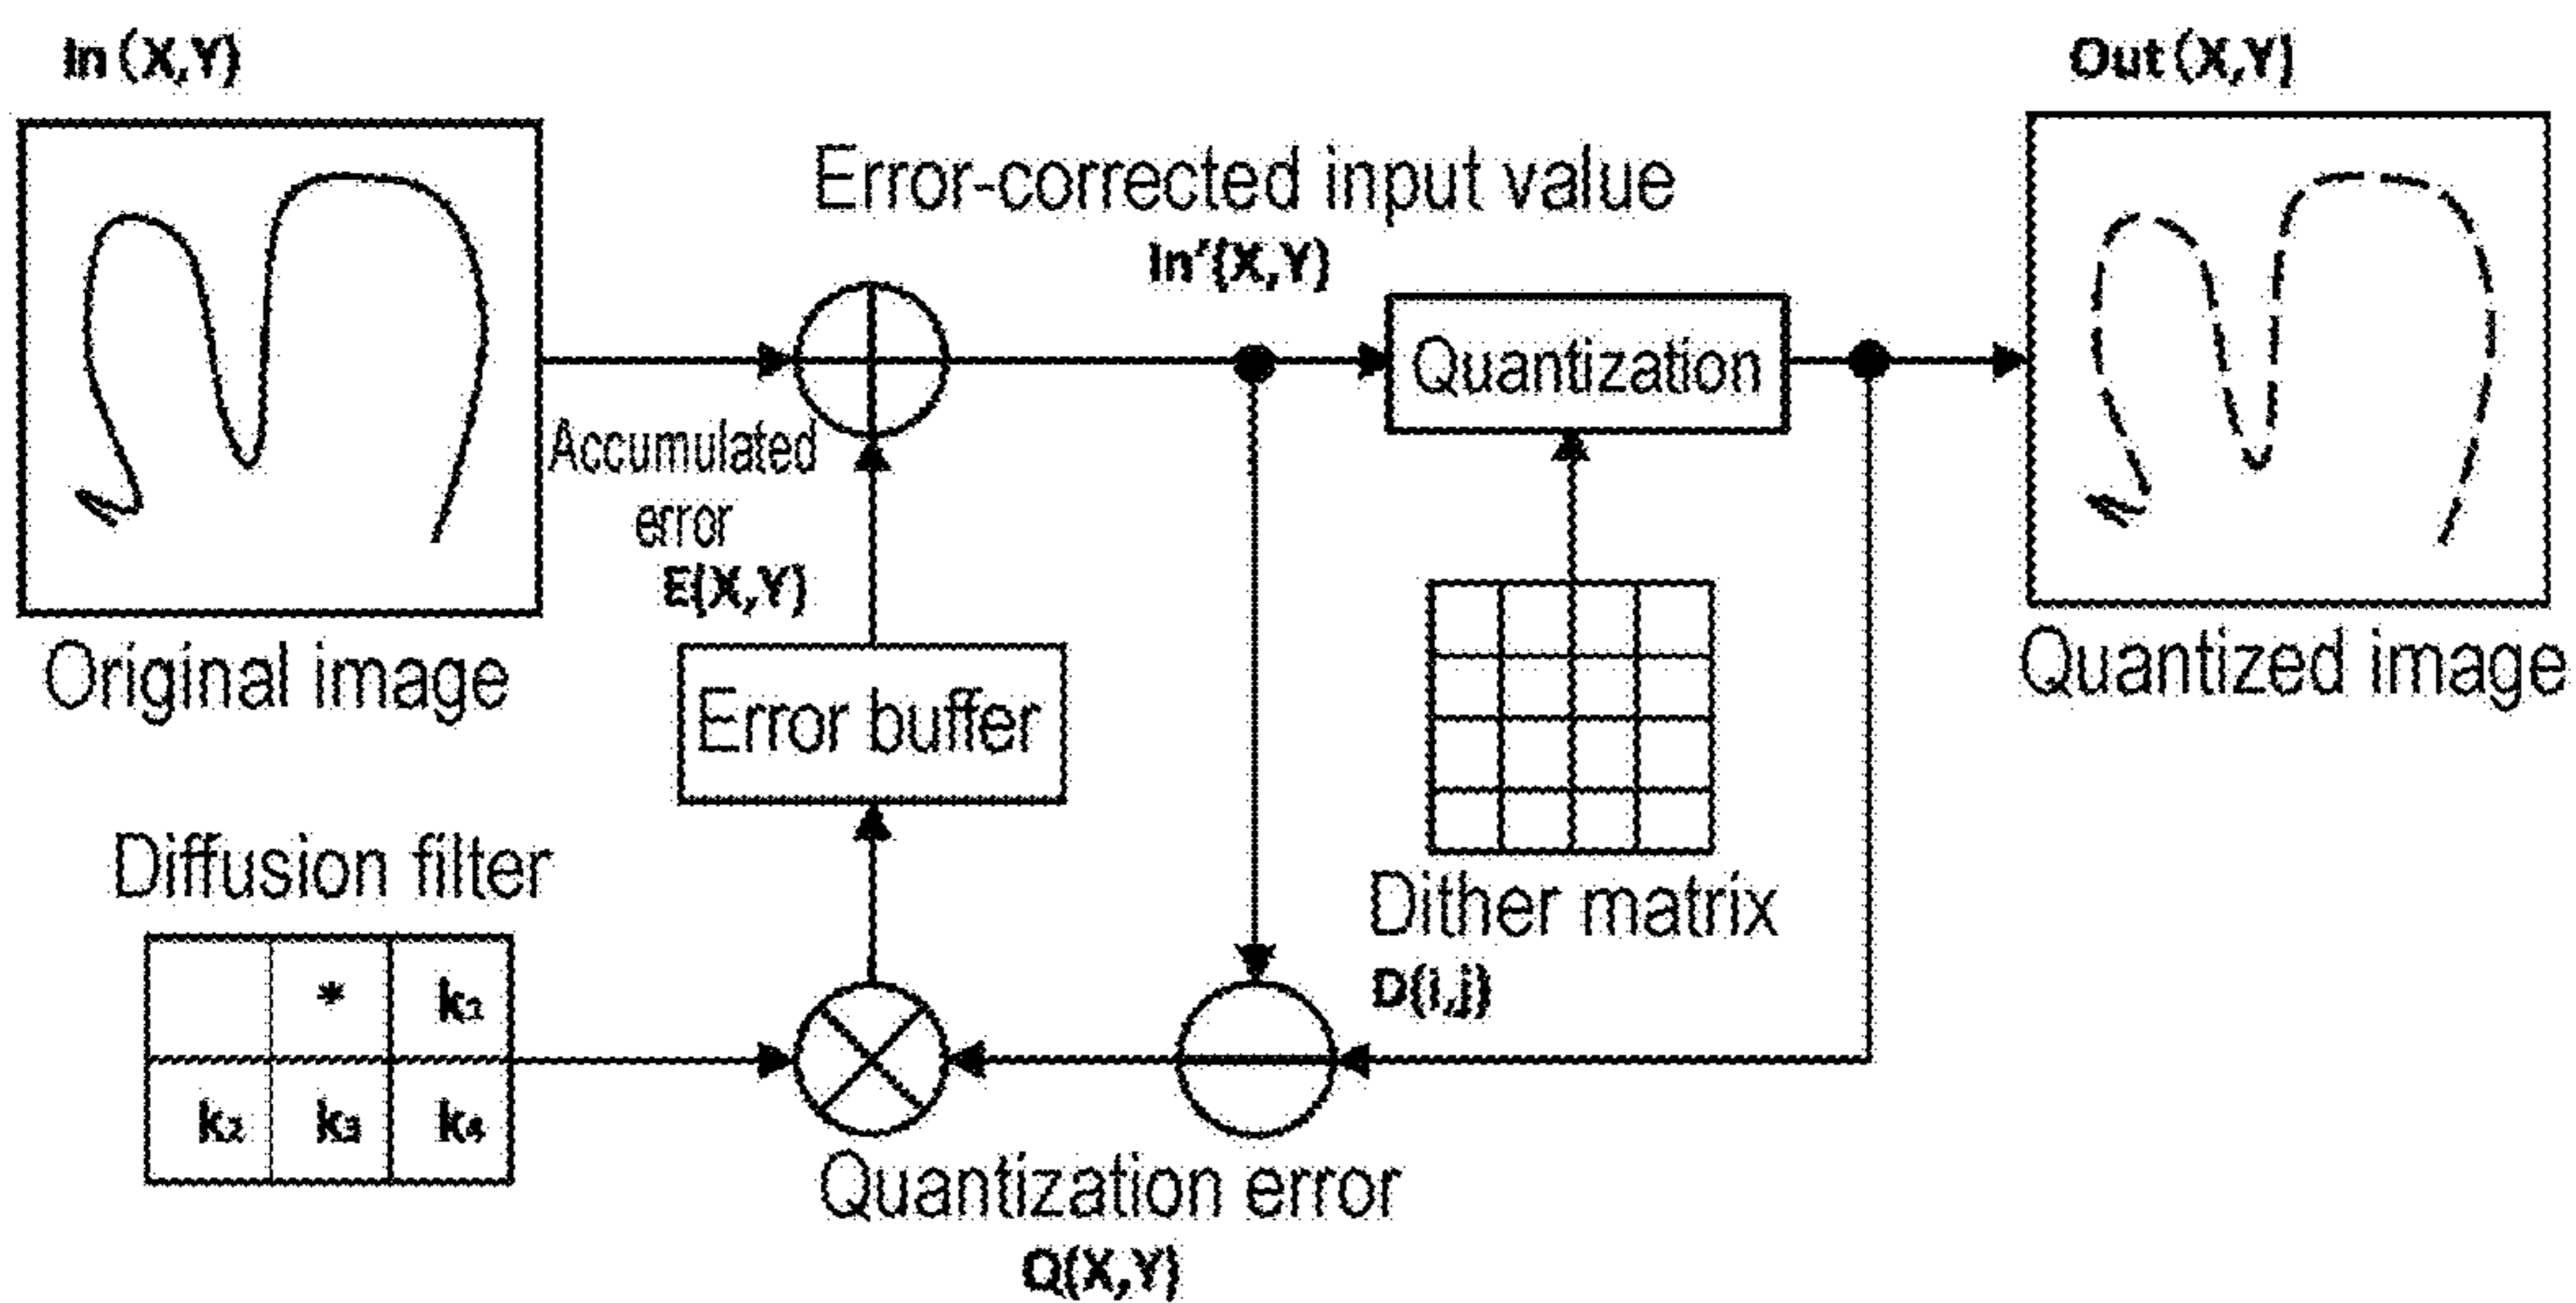 In (X,Y)
Out (X,Y)
Error-corrected input value
In'(X,Y)
Quantization
Accumulated
error
E(X,Y)
Original image
Quantized image
Error buffer
Dither matrix
D(i,j)
Diffusion filter
* k₁
k₂ k₃ k₄
Quantization error
Q(X,Y)